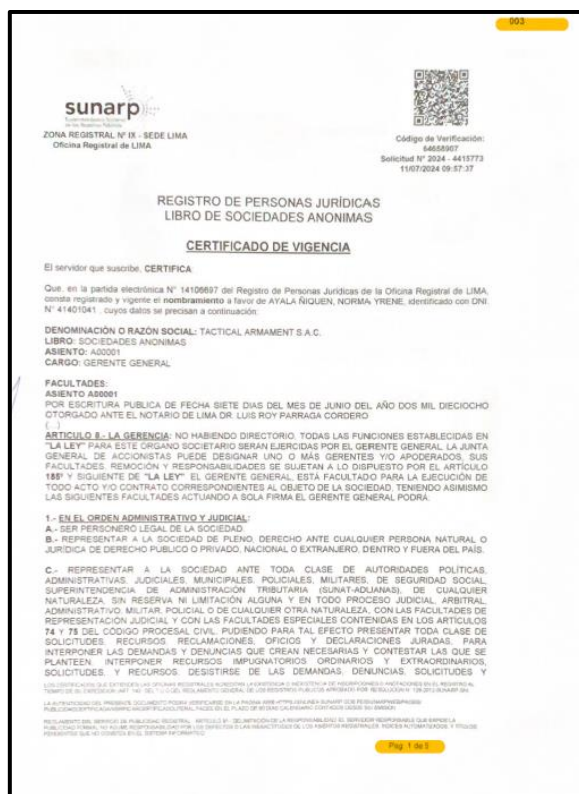 003
sunarp
Superintendencia Nacional
de los Registros Públicos
ZONA REGISTRAL N° IX - SEDE LIMA
Oficina Registral de LIMA
Código de Verificación:
64658907
Solicitud N° 2024 - 4415773
11/07/2024 09:57:37
REGISTRO DE PERSONAS JURÍDICAS
LIBRO DE SOCIEDADES ANONIMAS
CERTIFICADO DE VIGENCIA
El servidor que suscribe, CERTIFICA:
Que, en la partida electrónica N° 14106697 del Registro de Personas Jurídicas de la Oficina Registral de LIMA,
consta registrado y vigente el nombramiento a favor de AYALA ÑIQUEN, NORMA YRENE, identificado con DNI.
N° 41401041 , cuyos datos se precisan a continuación:
DENOMINACIÓN O RAZÓN SOCIAL: TACTICAL ARMAMENT S.A.C.
LIBRO: SOCIEDADES ANONIMAS
ASIENTO: A00001
CARGO: GERENTE GENERAL
FACULTADES:
ASIENTO A00001
POR ESCRITURA PUBLICA DE FECHA SIETE DIAS DEL MES DE JUNIO DEL AÑO DOS MIL DIECIOCHO
OTORGADO ANTE EL NOTARIO DE LIMA DR. LUIS ROY PARRAGA CORDERO
(...)
ARTICULO 8.- LA GERENCIA: NO HABIENDO DIRECTORIO, TODAS LAS FUNCIONES ESTABLECIDAS EN
"LA LEY" PARA ESTE ORGANO SOCIETARIO SERAN EJERCIDAS POR EL GERENTE GENERAL. LA JUNTA
GENERAL DE ACCIONISTAS PUEDE DESIGNAR UNO O MÁS GERENTES Y/O APODERADOS, SUS
FACULTADES, REMOCIÓN Y RESPONSABILIDADES SE SUJETAN A LO DISPUESTO POR EL ARTÍCULO
185° Y SIGUIENTE DE "LA LEY" EL GERENTE GENERAL, ESTÁ FACULTADO PARA LA EJECUCIÓN DE
TODO ACTO Y/O CONTRATO CORRESPONDIENTES AL OBJETO DE LA SOCIEDAD, TENIENDO ASIMISMO
LAS SIGUIENTES FACULTADES ACTUANDO A SOLA FIRMA EL GERENTE GENERAL PODRÁ:
1.- EN EL ORDEN ADMINISTRATIVO Y JUDICIAL:
A.- SER PERSONERO LEGAL DE LA SOCIEDAD.
B.- REPRESENTAR A LA SOCIEDAD DE PLENO, DERECHO ANTE CUALQUIER PERSONA NATURAL O
JURÍDICA DE DERECHO PUBLICO O PRIVADO, NACIONAL O EXTRANJERO, DENTRO Y FUERA DEL PAÍS.
C.- REPRESENTAR A LA SOCIEDAD ANTE TODA CLASE DE AUTORIDADES POLÍTICAS,
ADMINISTRATIVAS, JUDICIALES, MUNICIPALES, POLICIALES, MILITARES, DE SEGURIDAD SOCIAL,
SUPERINTENDENCIA DE ADMINISTRACIÓN TRIBUTARIA (SUNAT-ADUANAS), DE CUALQUIER
NATURALEZA, SIN RESERVA NI LIMITACIÓN ALGUNA Y EN TODO PROCESO JUDICIAL, ARBITRAL,
ADMINISTRATIVO, MILITAR, POLICIAL O DE CUALQUIER OTRA NATURALEZA, CON LAS FACULTADES DE
REPRESENTACIÓN JUDICIAL Y CON LAS FACULTADES ESPECIALES CONTENIDAS EN LOS ARTÍCULOS
74 Y 75 DEL CÓDIGO PROCESAL CIVIL, PUDIENDO PARA TAL EFECTO PRESENTAR TODA CLASE DE
SOLICITUDES, RECURSOS, RECLAMACIONES, OFICIOS Y DECLARACIONES JURADAS, PARA
INTERPONER LAS DEMANDAS Y DENUNCIAS QUE CREAN NECESARIAS Y CONTESTAR LAS QUE SE
PLANTEEN. INTERPONER RECURSOS IMPUGNATORIOS ORDINARIOS Y EXTRAORDINARIOS,
SOLICITUDES, Y RECURSOS. DESISTIRSE DE LAS DEMANDAS, DENUNCIAS, SOLICITUDES Y
Pág. 1 de 5